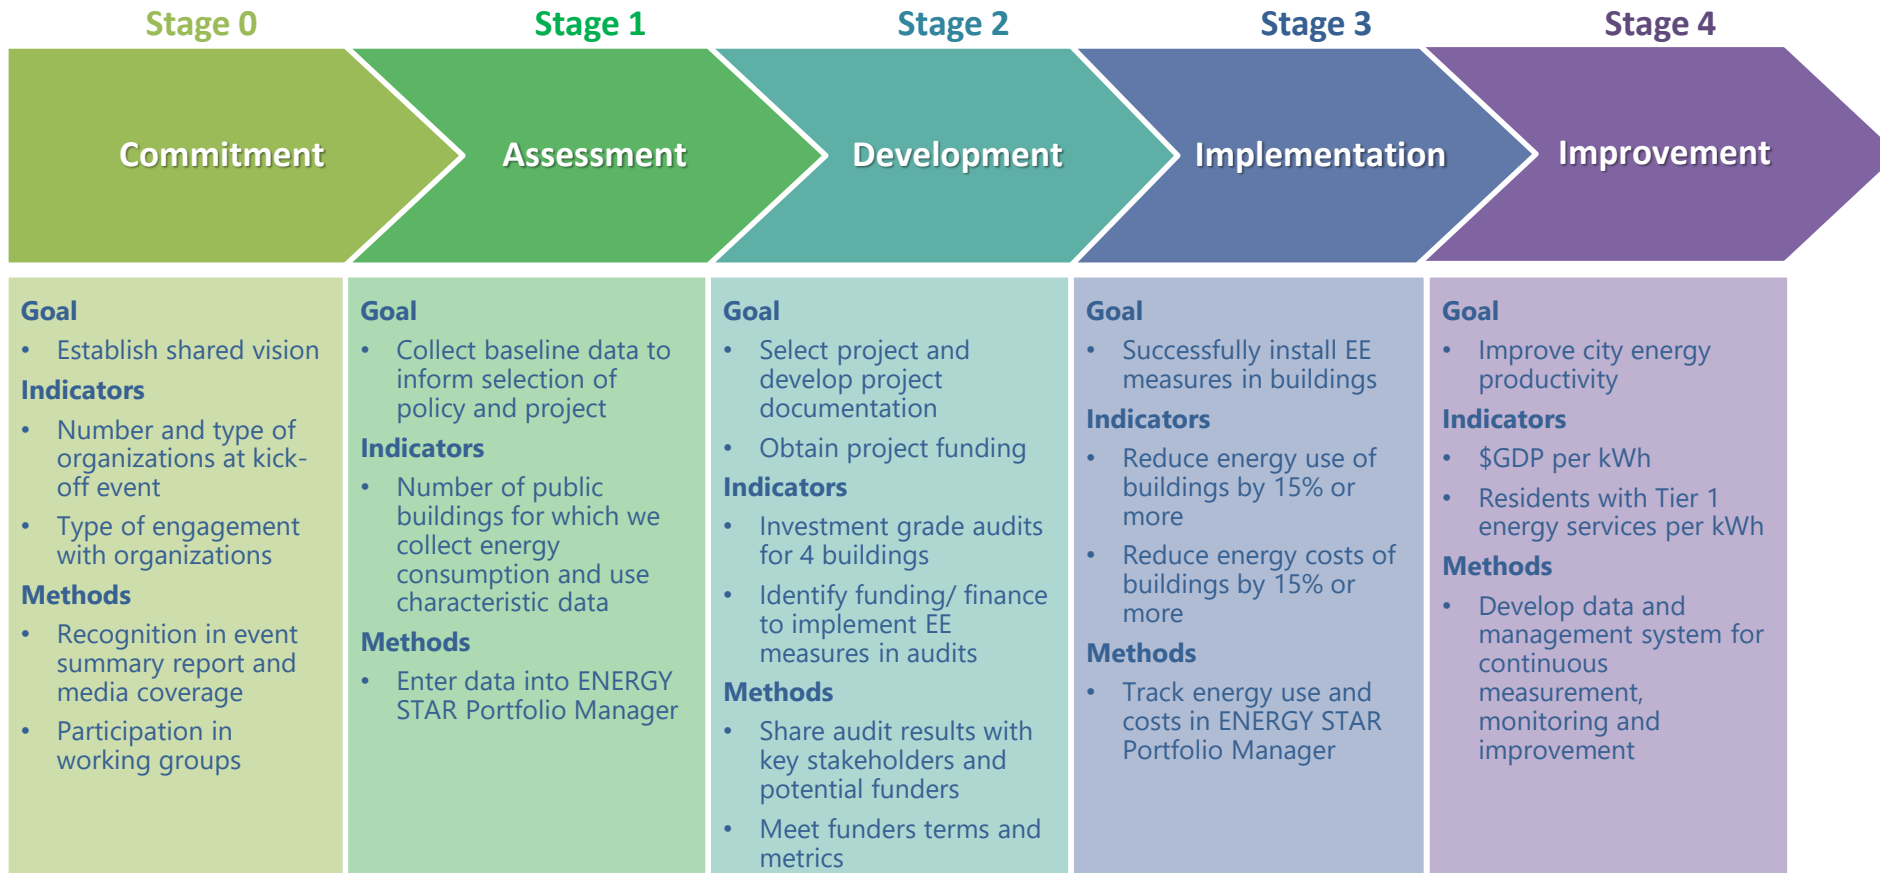 Stage 0
Stage 1
Stage 2
Stage 3
Stage 4
Commitment
Assessment
Development
Implementation
Improvement
Goal
• Establish shared vision
Indicators
• Number and type of
organizations at kick-
off event
• Type of engagement
with organizations
Methods
• Recognition in event
summary report and
media coverage
• Participation in
working groups
Goal
• Collect baseline data to
inform selection of
policy and project
Indicators
• Number of public
buildings for which we
collect energy
consumption and use
characteristic data
Methods
• Enter data into ENERGY
STAR Portfolio Manager
Goal
• Select project and
develop project
documentation
• Obtain project funding
Indicators
• Investment grade audits
for 4 buildings
• Identify funding/ finance
to implement EE
measures in audits
Methods
• Share audit results with
key stakeholders and
potential funders
• Meet funders terms and
metrics
Goal
• Successfully install EE
measures in buildings
Indicators
• Reduce energy use of
buildings by 15% or
more
• Reduce energy costs of
buildings by 15% or
more
Methods
• Track energy use and
costs in ENERGY STAR
Portfolio Manager
Goal
• Improve city energy
productivity
Indicators
• $GDP per kWh
• Residents with Tier 1
energy services per kWh
Methods
• Develop data and
management system for
continuous
measurement,
monitoring and
improvement